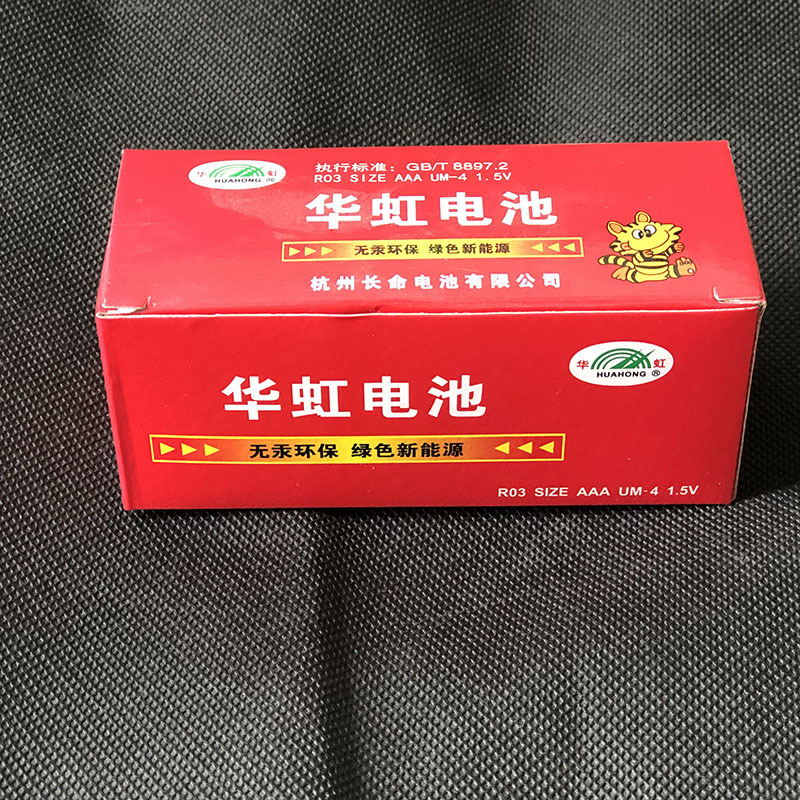 华 虹
HUAHONG ®
执行标准：GB/T 8897.2
R03 SIZE AAA UM-4 1.5V
华虹电池
无汞环保 绿色新能源
杭州长命电池有限公司
华 虹
HUAHONG ®
华虹电池
无汞环保 绿色新能源
R03 SIZE AAA UM-4 1.5V